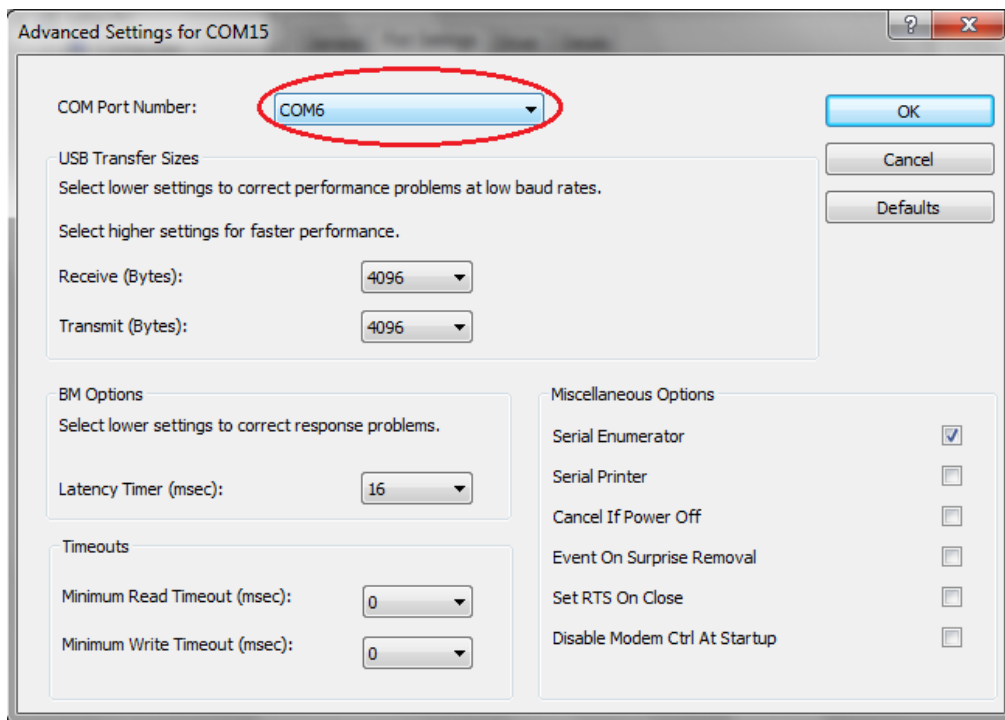 Advanced Settings for COM15
?
X
COM Port Number:
COM6
OK
USB Transfer Sizes
Cancel
Select lower settings to correct performance problems at low baud rates.
Defaults
Select higher settings for faster performance.
Receive (Bytes):
4096
Transmit (Bytes):
4096
BM Options
Select lower settings to correct response problems.
Latency Timer (msec):
16
Timeouts
Minimum Read Timeout (msec):
0
Minimum Write Timeout (msec):
0
Miscellaneous Options
Serial Enumerator
Serial Printer
Cancel If Power Off
Event On Surprise Removal
Set RTS On Close
Disable Modem Ctrl At Startup